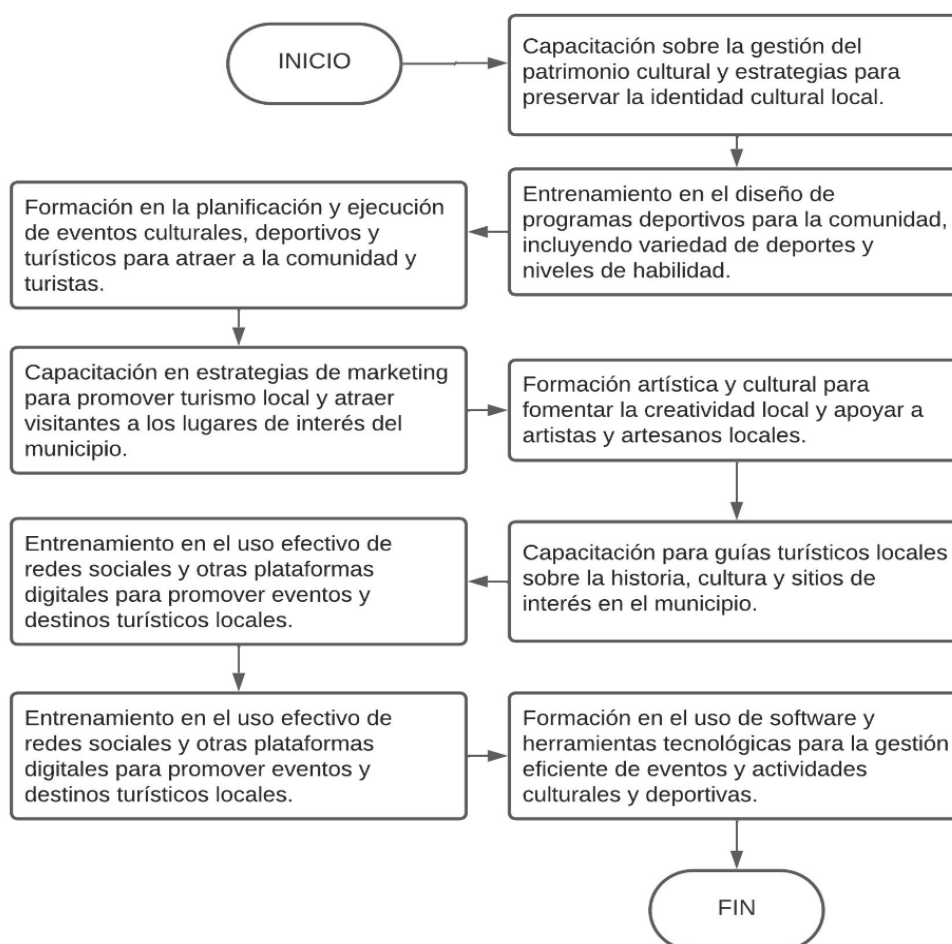 INICIO
Capacitación sobre la gestión del
patrimonio cultural y estrategias para
preservar la identidad cultural local.
Entrenamiento en el diseño de
programas deportivos para la comunidad,
incluyendo variedad de deportes y
niveles de habilidad.
Formación en la planificación y ejecución
de eventos culturales, deportivos y
turísticos para atraer a la comunidad y
turistas.
Capacitación en estrategias de marketing
para promover turismo local y atraer
visitantes a los lugares de interés del
municipio.
Formación artística y cultural para
fomentar la creatividad local y apoyar a
artistas y artesanos locales.
Capacitación para guías turísticos locales
sobre la historia, cultura y sitios de
interés en el municipio.
Entrenamiento en el uso efectivo de
redes sociales y otras plataformas
digitales para promover eventos y
destinos turísticos locales.
Entrenamiento en el uso efectivo de
redes sociales y otras plataformas
digitales para promover eventos y
destinos turísticos locales.
Formación en el uso de software y
herramientas tecnológicas para la gestión
eficiente de eventos y actividades
culturales y deportivas.
FIN